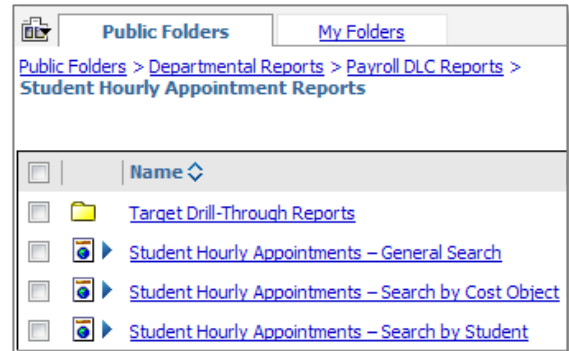 Public Folders My Folders
Public Folders > Departmental Reports > Payroll DLC Reports >
Student Hourly Appointment Reports
Name
Target Drill-Through Reports
Student Hourly Appointments – General Search
Student Hourly Appointments – Search by Cost Object
Student Hourly Appointments – Search by Student